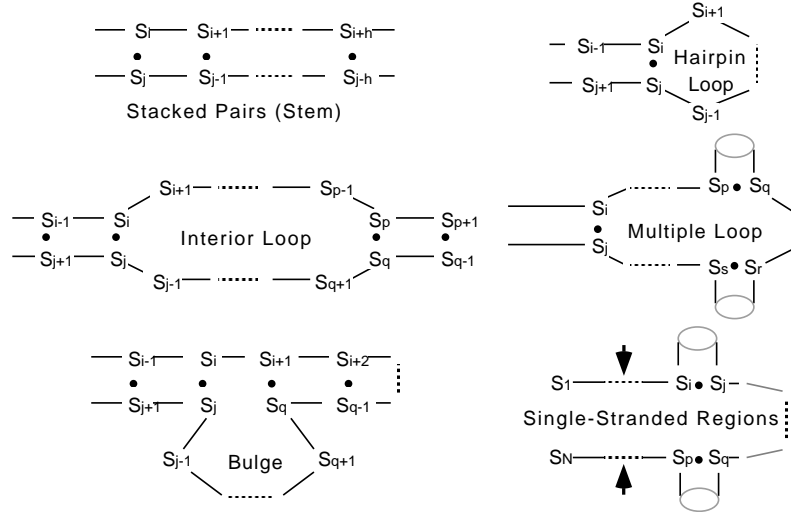 Si Si+1 Si+h
Sj Sj-1 Sj-h
Stacked Pairs (Stem)
Si+1
Si-1 Si Hairpin
Sj+1 Sj Loop
Sj-1
Si+1 Sp-1
Si-1 Si Sp Sp+1
Interior Loop
Sj+1 Sj Sq Sq-1
Sj-1 Sq+1
Sp Sq
Si
Multiple Loop
Sj
Ss Sr
Si-1 Si Si+1 Si+2
Sj+1 Sj Sq Sq-1
Sj-1 Bulge Sq+1
S1 Si Sj
Single-Stranded Regions
SN Sp Sq